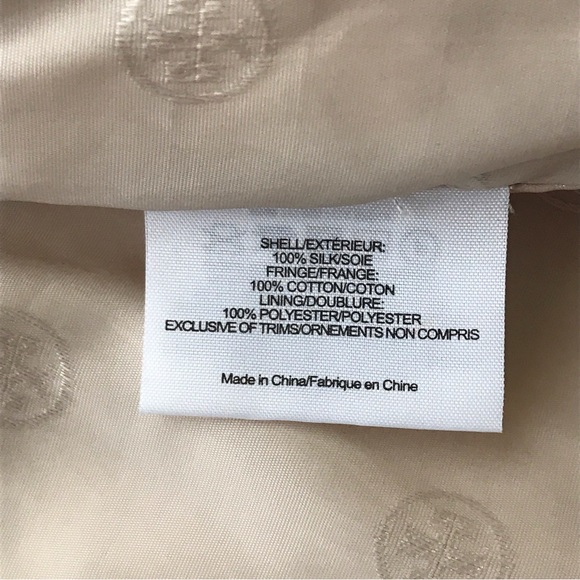 SHELL/EXTÉRIEUR:
100% SILK/SOIE
FRINGE/FRANGE:
100% COTTON/COTON
LINING/DOUBLURE:
100% POLYESTER/POLYESTER
EXCLUSIVE OF TRIMS/ORNEMENTS NON COMPRIS
Made in China/Fabrique en Chine